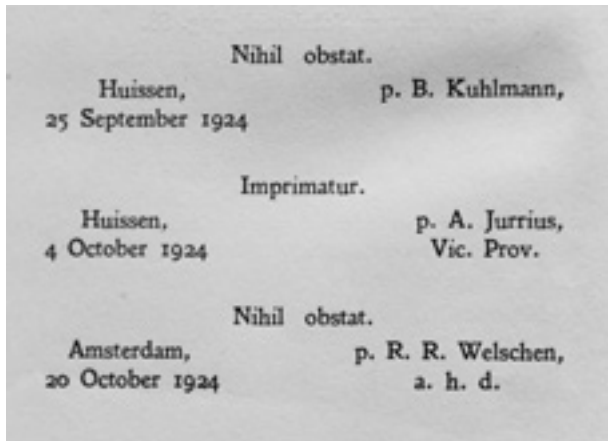 Nihil obstat.
Huissen, p. B. Kuhlmann,
25 September 1924
Imprimatur.
Huissen, p. A. Jurrius,
4 October 1924 Vic. Prov.
Nihil obstat.
Amsterdam, p. R. R. Welschen,
20 October 1924 a. h. d.